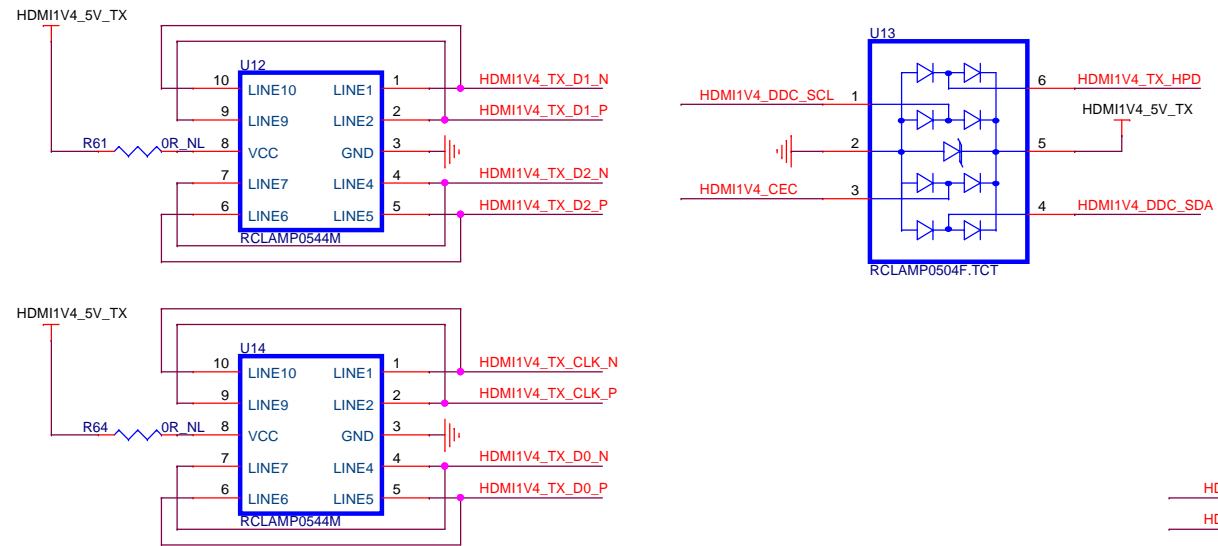 HDMI1V4_5V_TX
U12
10 LINE10 LINE1 1 HDMI1V4_TX_D1_N
9 LINE9 LINE2 2 HDMI1V4_TX_D1_P
R61 0R_NL 8 VCC GND 3
7 LINE7 LINE4 4 HDMI1V4_TX_D2_N
6 LINE6 LINE5 5 HDMI1V4_TX_D2_P
RCLAMP0544M
U13
6 HDMI1V4_TX_HPD
HDMI1V4_DDC_SCL 1
HDMI1V4_5V_TX
2 5
HDMI1V4_CEC 3
4 HDMI1V4_DDC_SDA
RCLAMP0504F.TCT
HDMI1V4_5V_TX
U14
10 LINE10 LINE1 1 HDMI1V4_TX_CLK_N
9 LINE9 LINE2 2 HDMI1V4_TX_CLK_P
R64 0R_NL 8 VCC GND 3
7 LINE7 LINE4 4 HDMI1V4_TX_D0_N
6 LINE6 LINE5 5 HDMI1V4_TX_D0_P
RCLAMP0544M